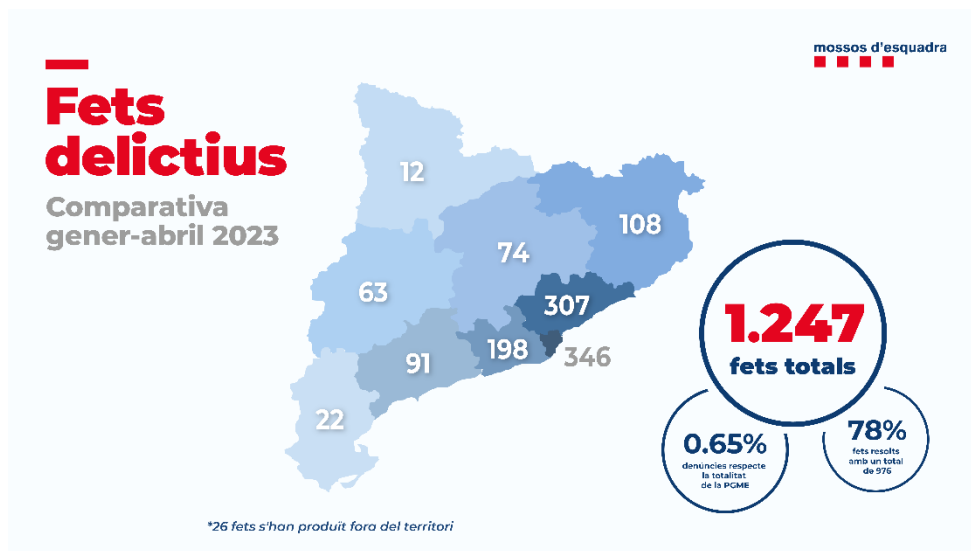 mossos d'esquadra
Fets
delictius
Comparativa
gener-abril 2023
12
108
74
63
307
346
198
91
22
1.247
fets totals
0.65%
denúncies respecte
la totalitat
de la PGME
78%
fets resolts
amb un total
de 976
*26 fets s'han produït fora del territori